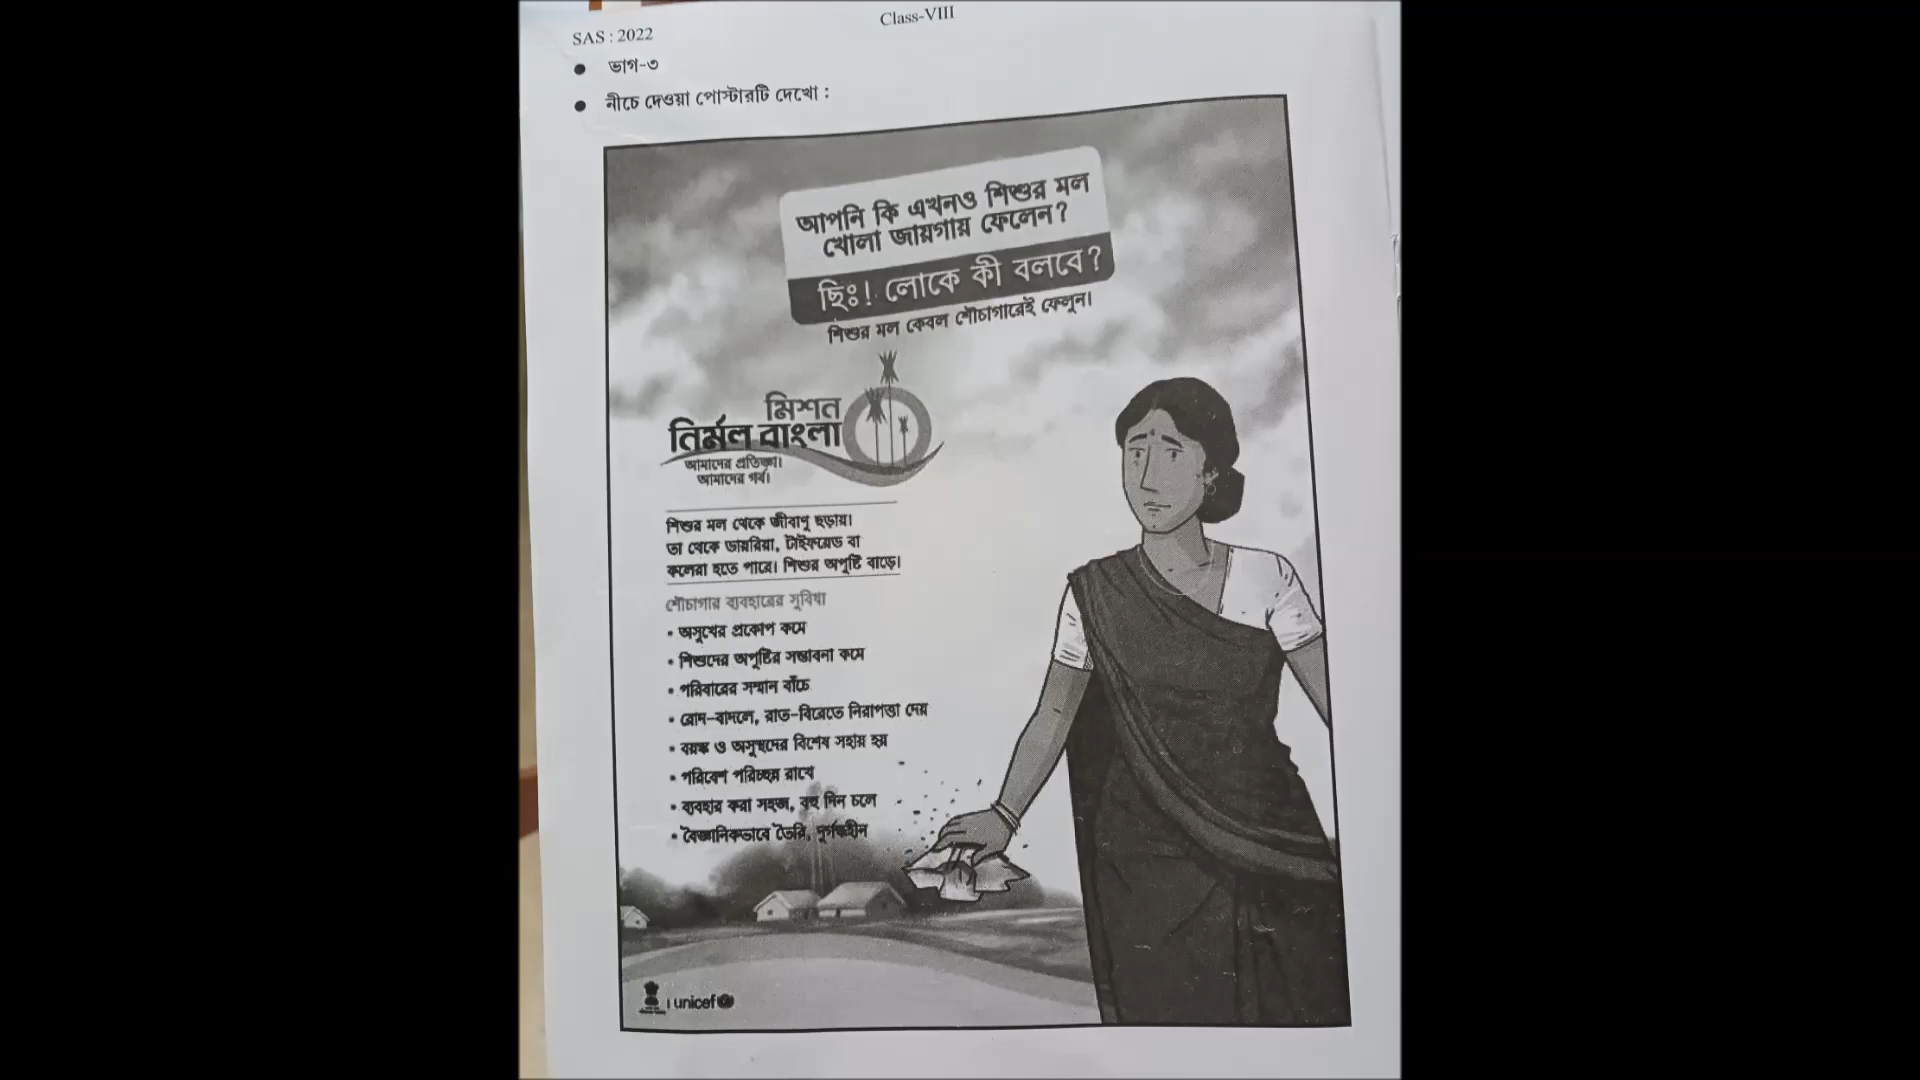 Class-VIII
SAS : 2022
● ভাগ-৩
● নীচে দেওয়া পোস্টারটি দেখো :
আপনি কি এখনও শিশুর মল
খোলা জায়গায় ফেলেন?
ছিঃ! লোকে কী বলবে?
শিশুর মল কেবল শৌচাগারেই ফেলুন।
মিশন
নির্মল বাংলা
আমাদের প্রতিজ্ঞা।
আমাদের গর্ব।
শিশুর মল থেকে জীবাণু ছড়ায়।
তা থেকে ডায়রিয়া, টাইফয়েড বা
কলেরা হতে পারে। শিশুর অপুষ্টি বাড়ে।
শৌচাগার ব্যবহারের সুবিধা
• অসুখের প্রকোপ কমে
• শিশুদের অপুষ্টির সম্ভাবনা কমে
• পরিবারের সম্মান বাঁচে
• রোদ-বাদলে, রাত-বিরেতে নিরাপত্তা দেয়
• বয়স্ক ও অসুস্থদের বিশেষ সহায় হয়
• পরিবেশ পরিচ্ছন্ন রাখে
• ব্যবহার করা সহজ, বহু দিন চলে
• বৈজ্ঞানিকভাবে তৈরি, দুর্গন্ধহীন
unicef